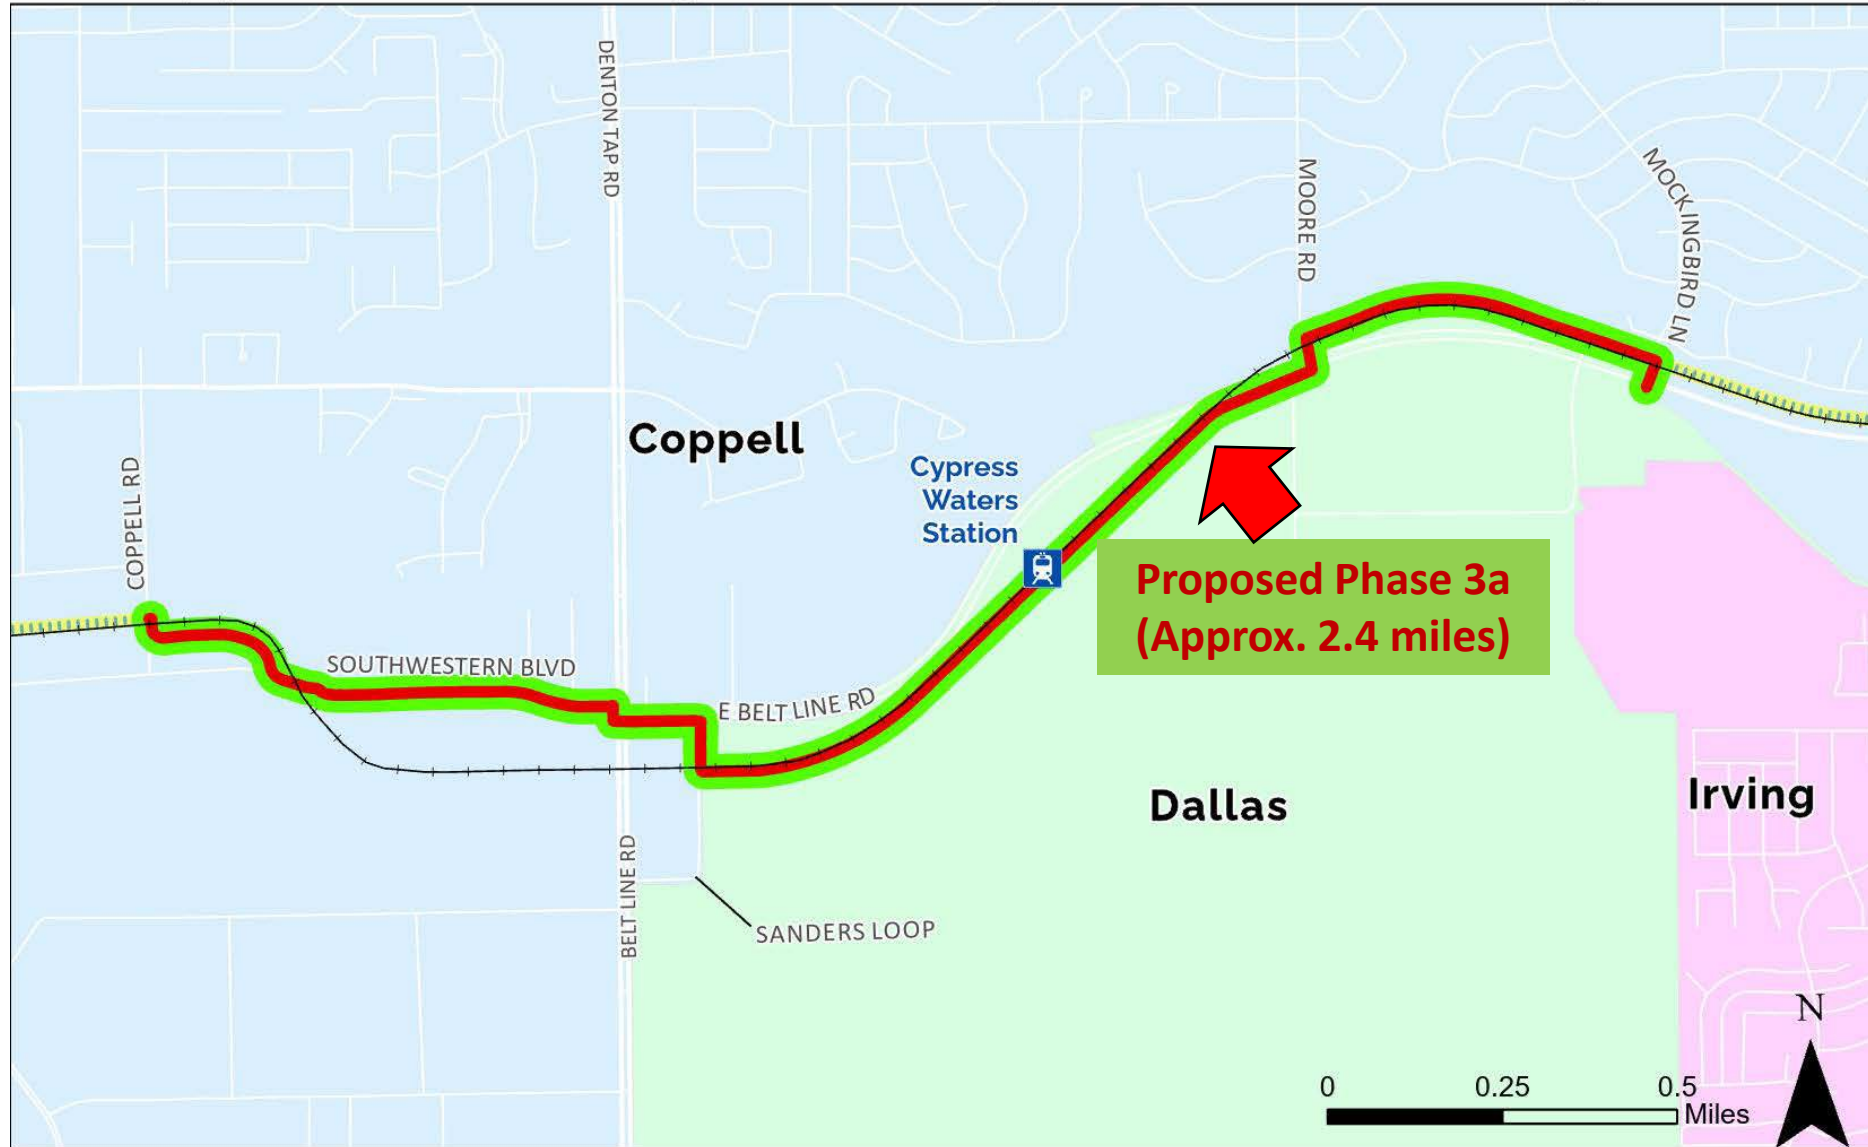 DENTON TAP RD
MOORE RD
MOCKINGBIRD LN
Coppell
Cypress
Waters
Station
COPPELL RD
Proposed Phase 3a
(Approx. 2.4 miles)
SOUTHWESTERN BLVD
E BELT LINE RD
Dallas
Irving
BELT LINE RD
SANDERS LOOP
N
0 0.25 0.5
Miles